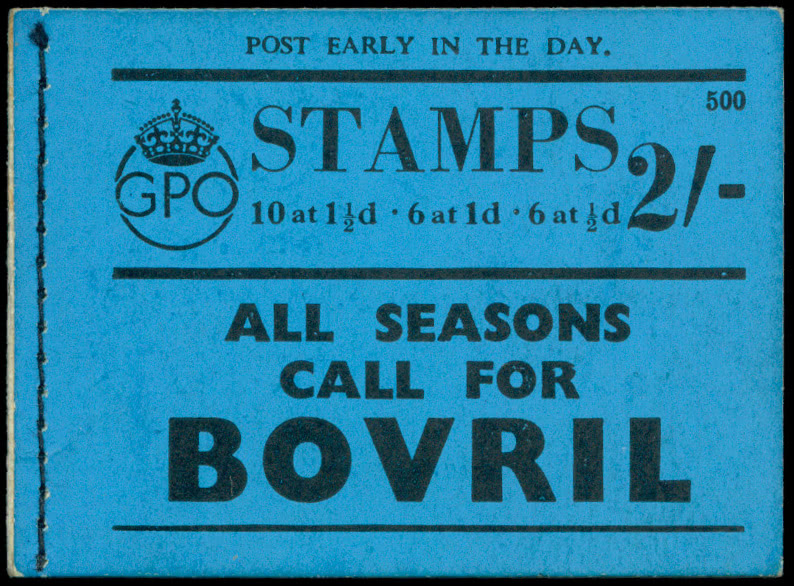 POST EARLY IN THE DAY.
500
GPO
STAMPS 2/-
10 at 1½d · 6 at 1d · 6 at ½d
ALL SEASONS
CALL FOR
BOVRIL